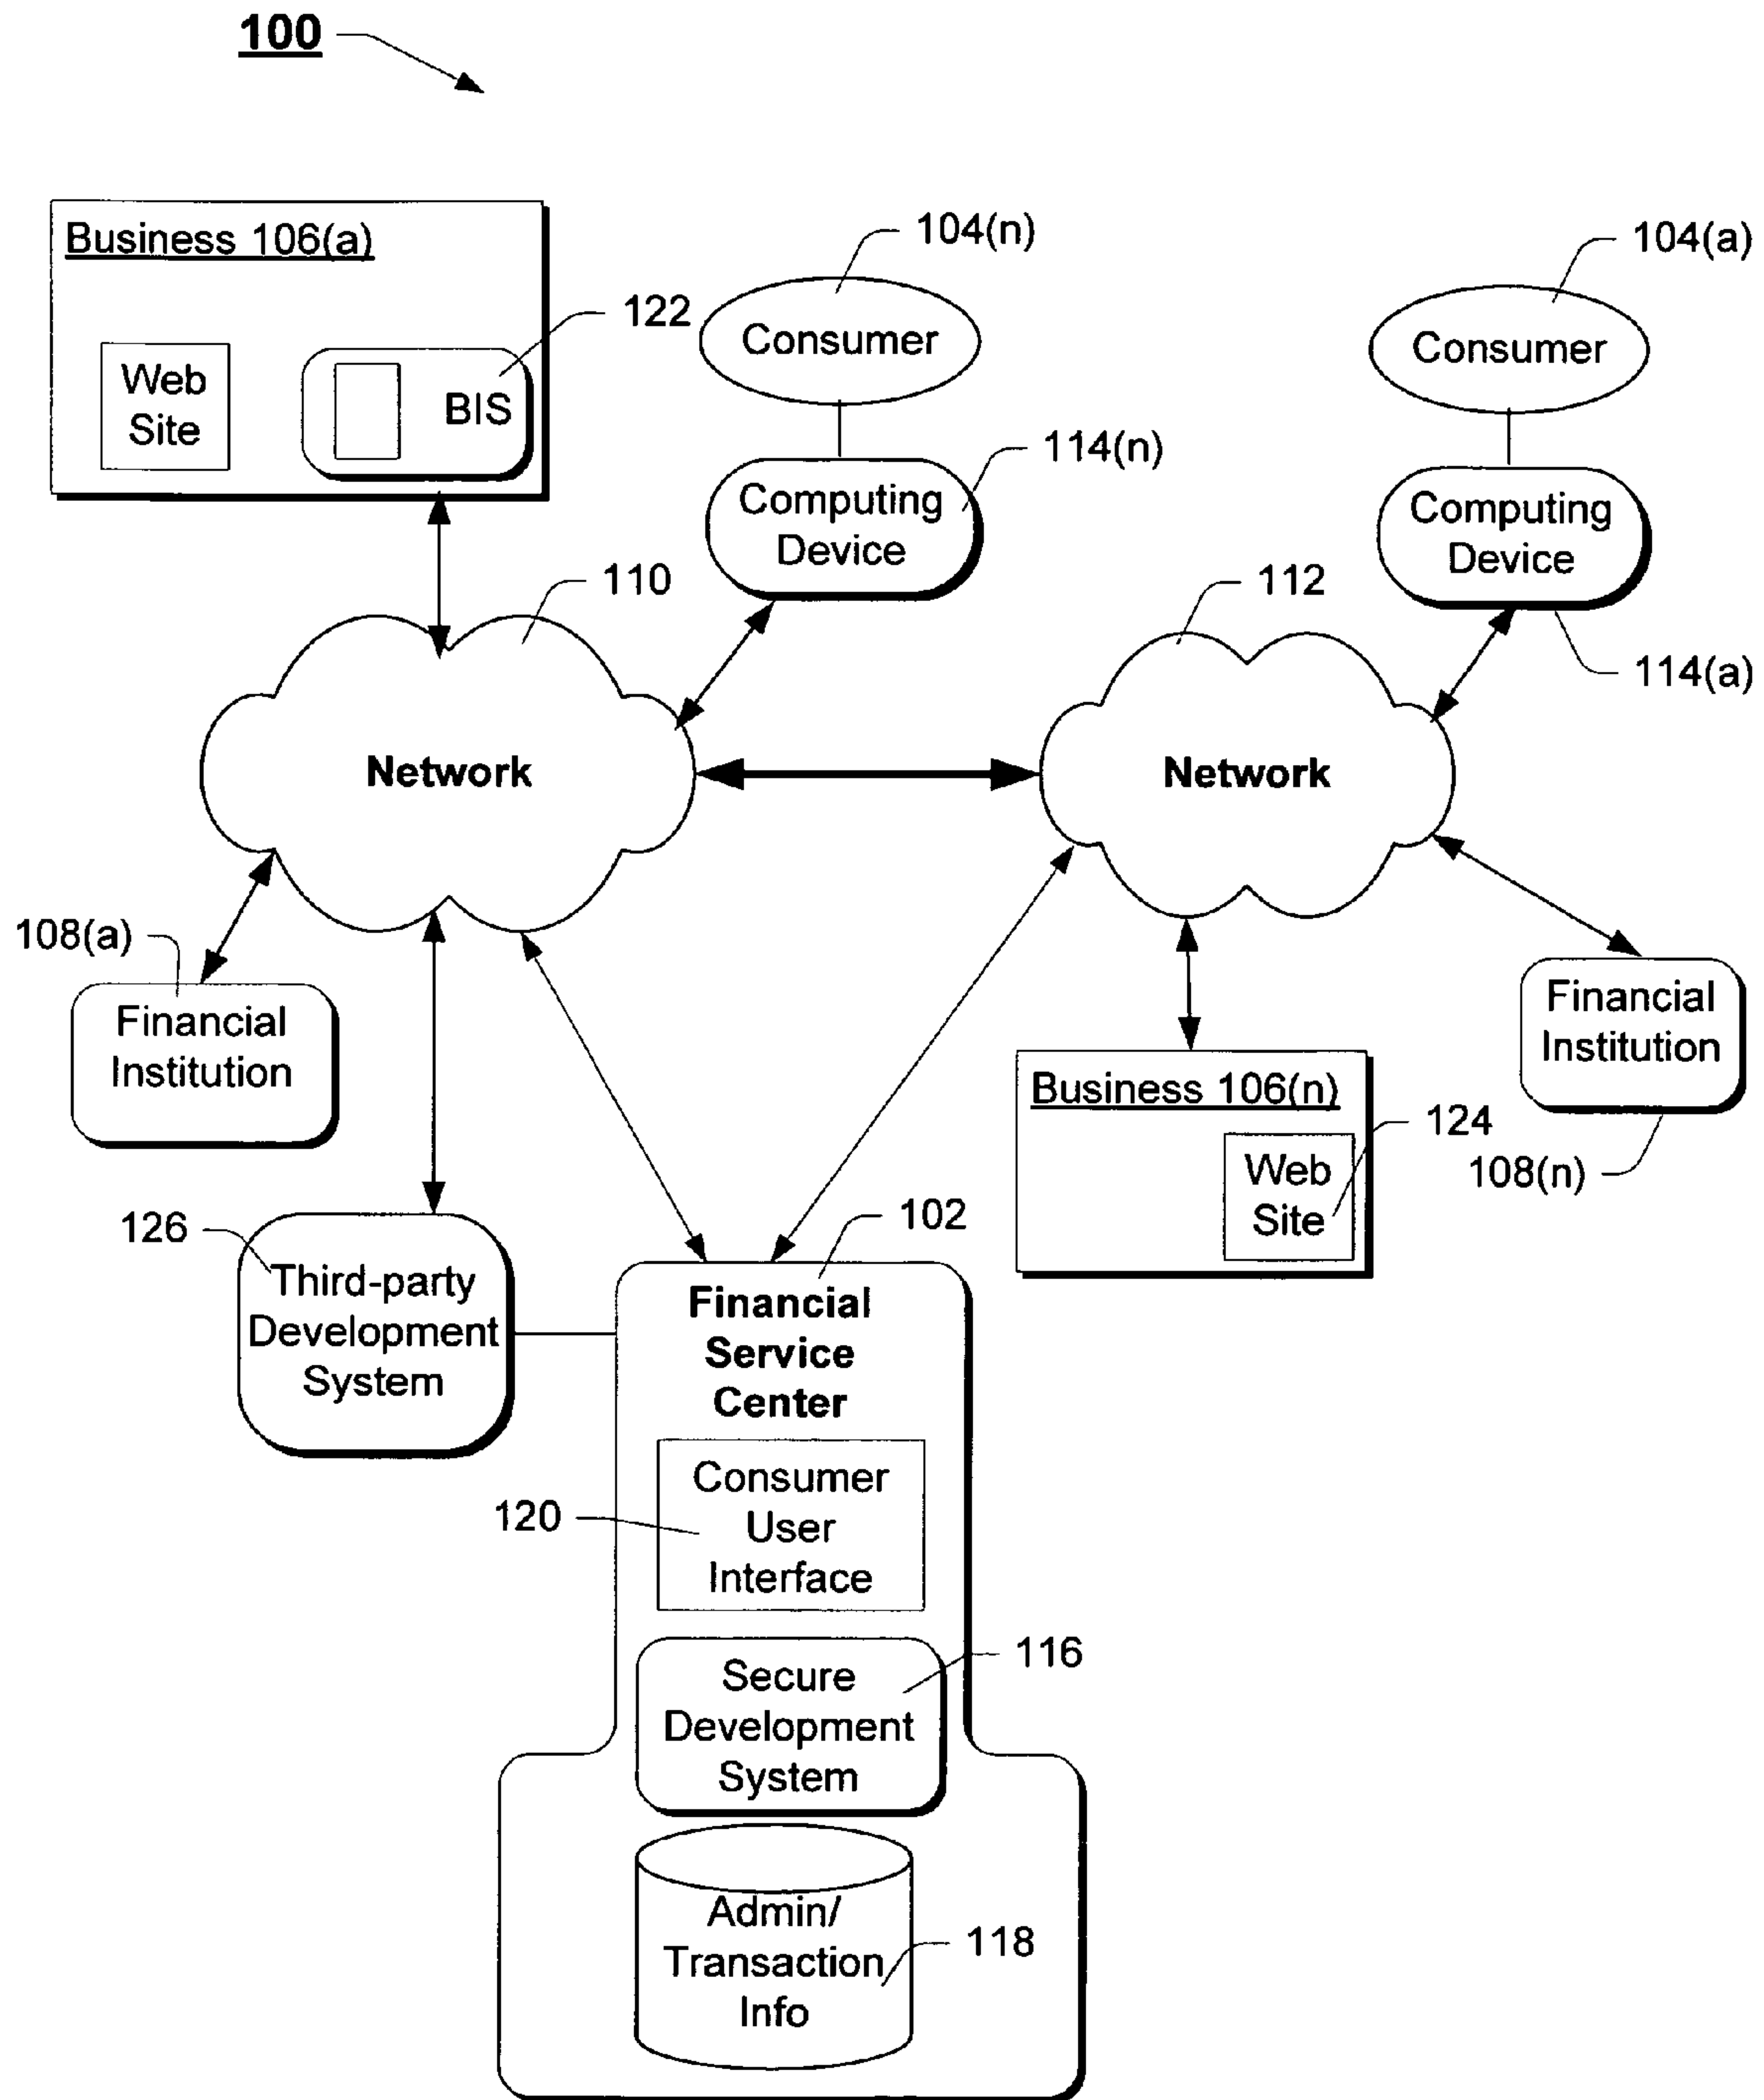 100
Business 106(a)
Web
Site
BIS
122
104(n)
Consumer
Computing
Device
114(n)
104(a)
Consumer
Computing
Device
114(a)
110
Network
112
Network
108(a)
Financial
Institution
Business 106(n)
Web
Site
124
Financial
Institution
108(n)
126
Third-party
Development
System
102
Financial
Service
Center
120
Consumer
User
Interface
116
Secure
Development
System
Admin/
Transaction
Info
118